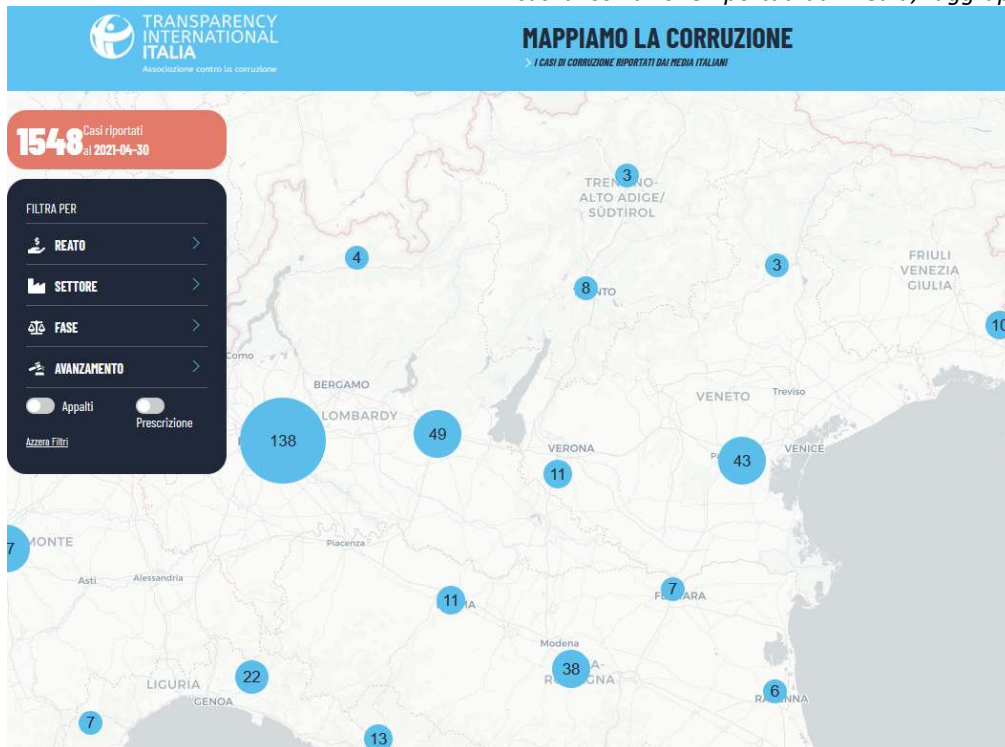 TRANSPARENCY
INTERNATIONAL
ITALIA
Associazione contro la corruzione
MAPPIAMO LA CORRUZIONE
I CASI DI CORRUZIONE RIPORTATI DAI MEDIA ITALIANI
1548 Casi riportati
al 2021-04-30
FILTRA PER
REATO
SETTORE
FASE
AVANZAMENTO
Appalti
Prescrizione
Azzera Filtri
3
ALTO ADIGE/
SÜDTIROL
4
3
FRIULI
VENEZIA
GIULIA
8
10
Como
BERGAMO
LOMBARDY
VENETO
Treviso
138
49
VERONA
VENICE
11
43
7
Piacenza
Asti
Alessandria
11
7
Modena
38
22
LIGURIA
GENOA
6
7
13